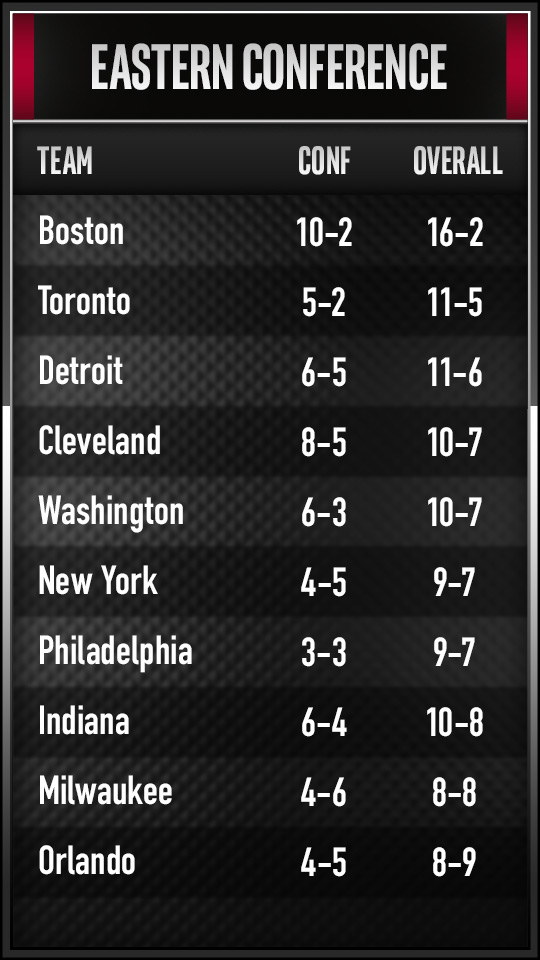 EASTERN CONFERENCE
TEAM CONF OVERALL
Boston 10-2 16-2
Toronto 5-2 11-5
Detroit 6-5 11-6
Cleveland 8-5 10-7
Washington 6-3 10-7
New York 4-5 9-7
Philadelphia 3-3 9-7
Indiana 6-4 10-8
Milwaukee 4-6 8-8
Orlando 4-5 8-9